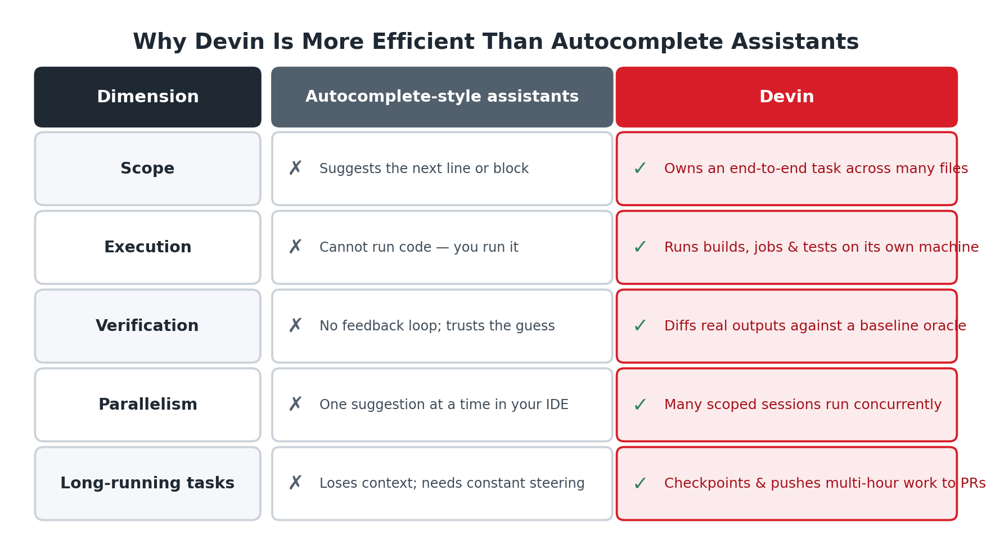 Why Devin Is More Efficient Than Autocomplete Assistants
Dimension
Autocomplete-style assistants
Devin
Scope
✗ Suggests the next line or block
✓ Owns an end-to-end task across many files
Execution
✗ Cannot run code — you run it
✓ Runs builds, jobs & tests on its own machine
Verification
✗ No feedback loop; trusts the guess
✓ Diffs real outputs against a baseline oracle
Parallelism
✗ One suggestion at a time in your IDE
✓ Many scoped sessions run concurrently
Long-running tasks
✗ Loses context; needs constant steering
✓ Checkpoints & pushes multi-hour work to PRs